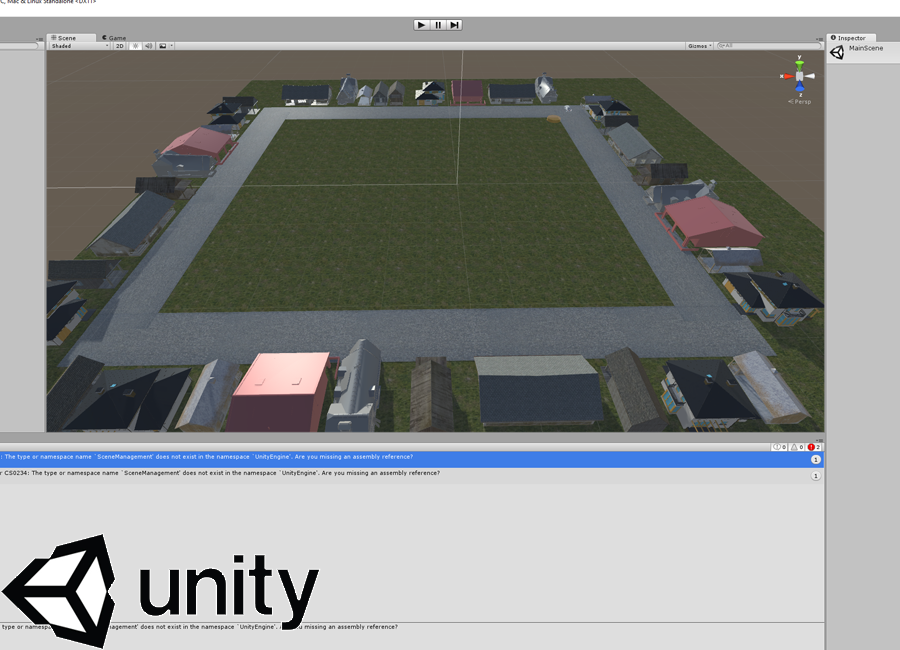 C, Mac & Linux Standalone <DX11>
Scene
Game
Inspector
Shaded
2D
Gizmos
All
MainScene
y
x
z
Persp
0
0
2
: The type or namespace name `SceneManagement' does not exist in the namespace `UnityEngine'. Are you missing an assembly reference?
1
r CS0234: The type or namespace name `SceneManagement' does not exist in the namespace `UnityEngine'. Are you missing an assembly reference?
1
unity
type or namesp
agement' does not exist in the namespace `UnityEngine'.
u missing an assembly reference?